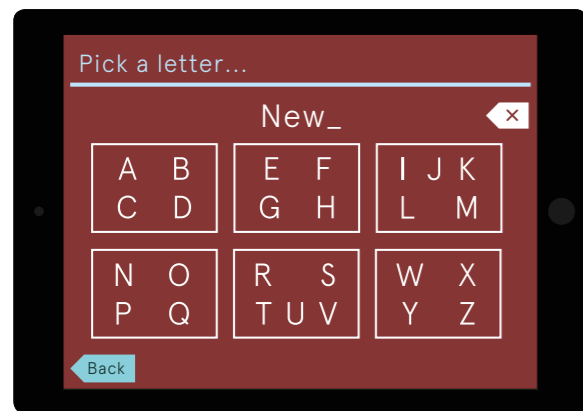 Pick a letter...
New_
A B E F I J K
C D G H L M
N O R S W X
P Q T U V Y Z
Back